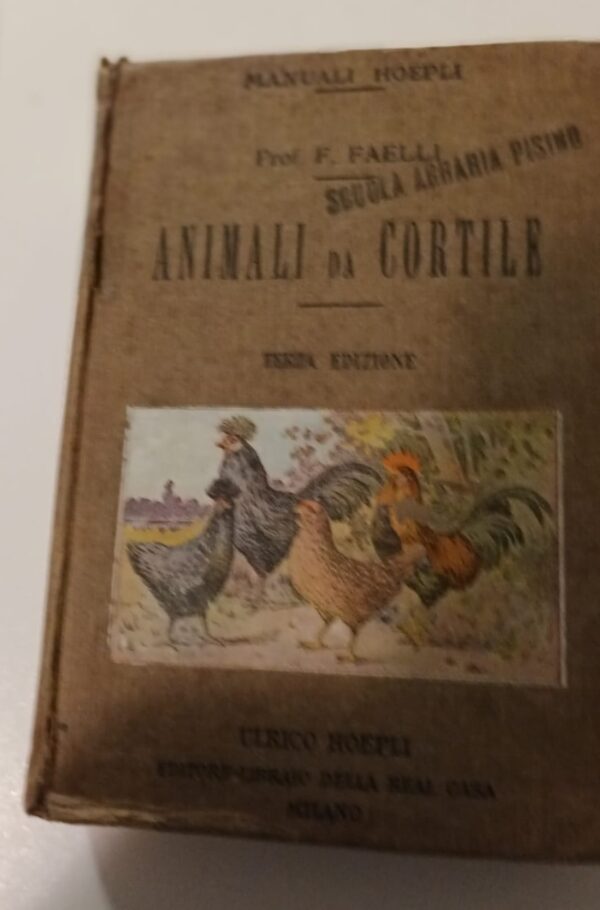 MANUALI HOEPLI
Prof. F. FAELLI
SCUOLA AGRARIA PISINO
ANIMALI DA CORTILE
TERZA EDIZIONE
ULRICO HOEPLI
EDITORE-LIBRAIO DELLA REAL CASA
MILANO